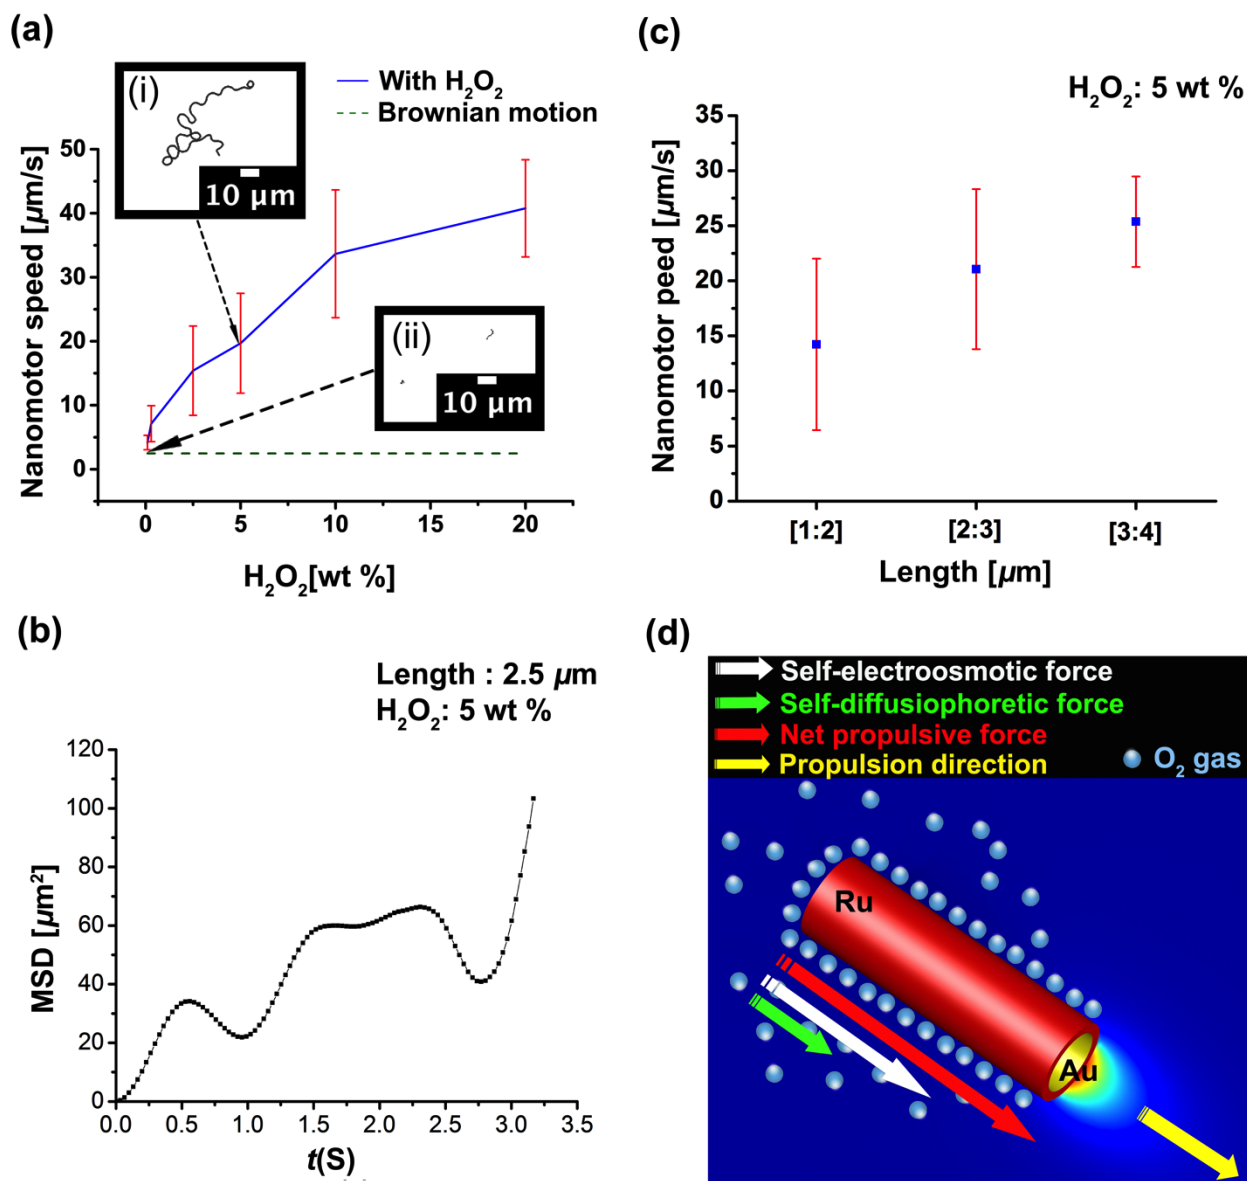 (a)
With H₂O₂
Brownian motion
(i)
10 μm
(ii)
10 μm
Nanomotor speed [μm/s]
50
40
30
20
10
0
0 5 10 15 20
H₂O₂[wt %]
(b)
Length : 2.5 μm
H₂O₂: 5 wt %
MSD [μm²]
120
100
80
60
40
20
0
0.0 0.5 1.0 1.5 2.0 2.5 3.0 3.5
t(S)
(c)
H₂O₂: 5 wt %
Nanomotor peed [μm/s]
35
30
25
20
15
10
5
0
[1:2] [2:3] [3:4]
Length [μm]
(d)
Self-electroosmotic force
Self-diffusiophoretic force
Net propulsive force
Propulsion direction
O₂ gas
Ru
Au